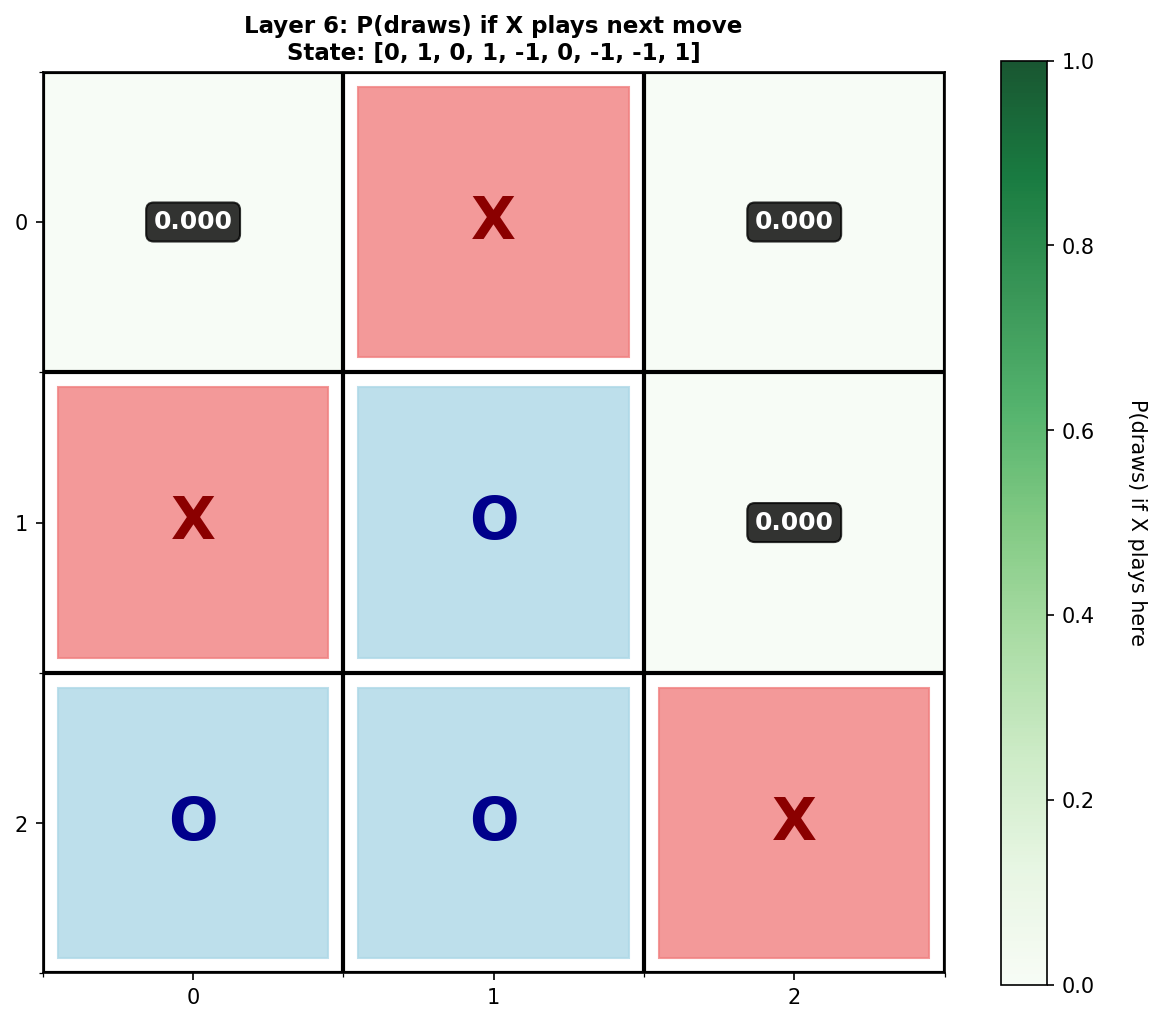 Layer 6: P(draws) if X plays next move
State: [0, 1, 0, 1, -1, 0, -1, -1, 1]
0.000 X 0.000
X O 0.000
O O X
0
1
2
0 1 2
1.0
0.8
0.6
0.4
0.2
0.0
P(draws) if X plays here